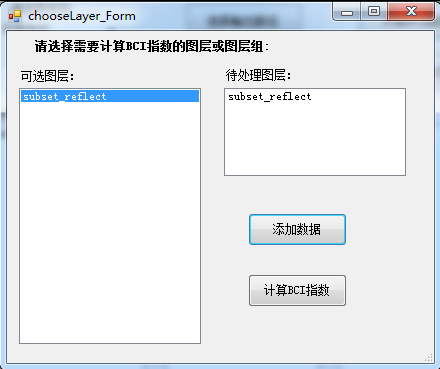 chooseLayer_Form
请选择需要计算BCI指数的图层或图层组:
可选图层:
待处理图层:
subset_reflect
subset_reflect
添加数据
计算BCI指数